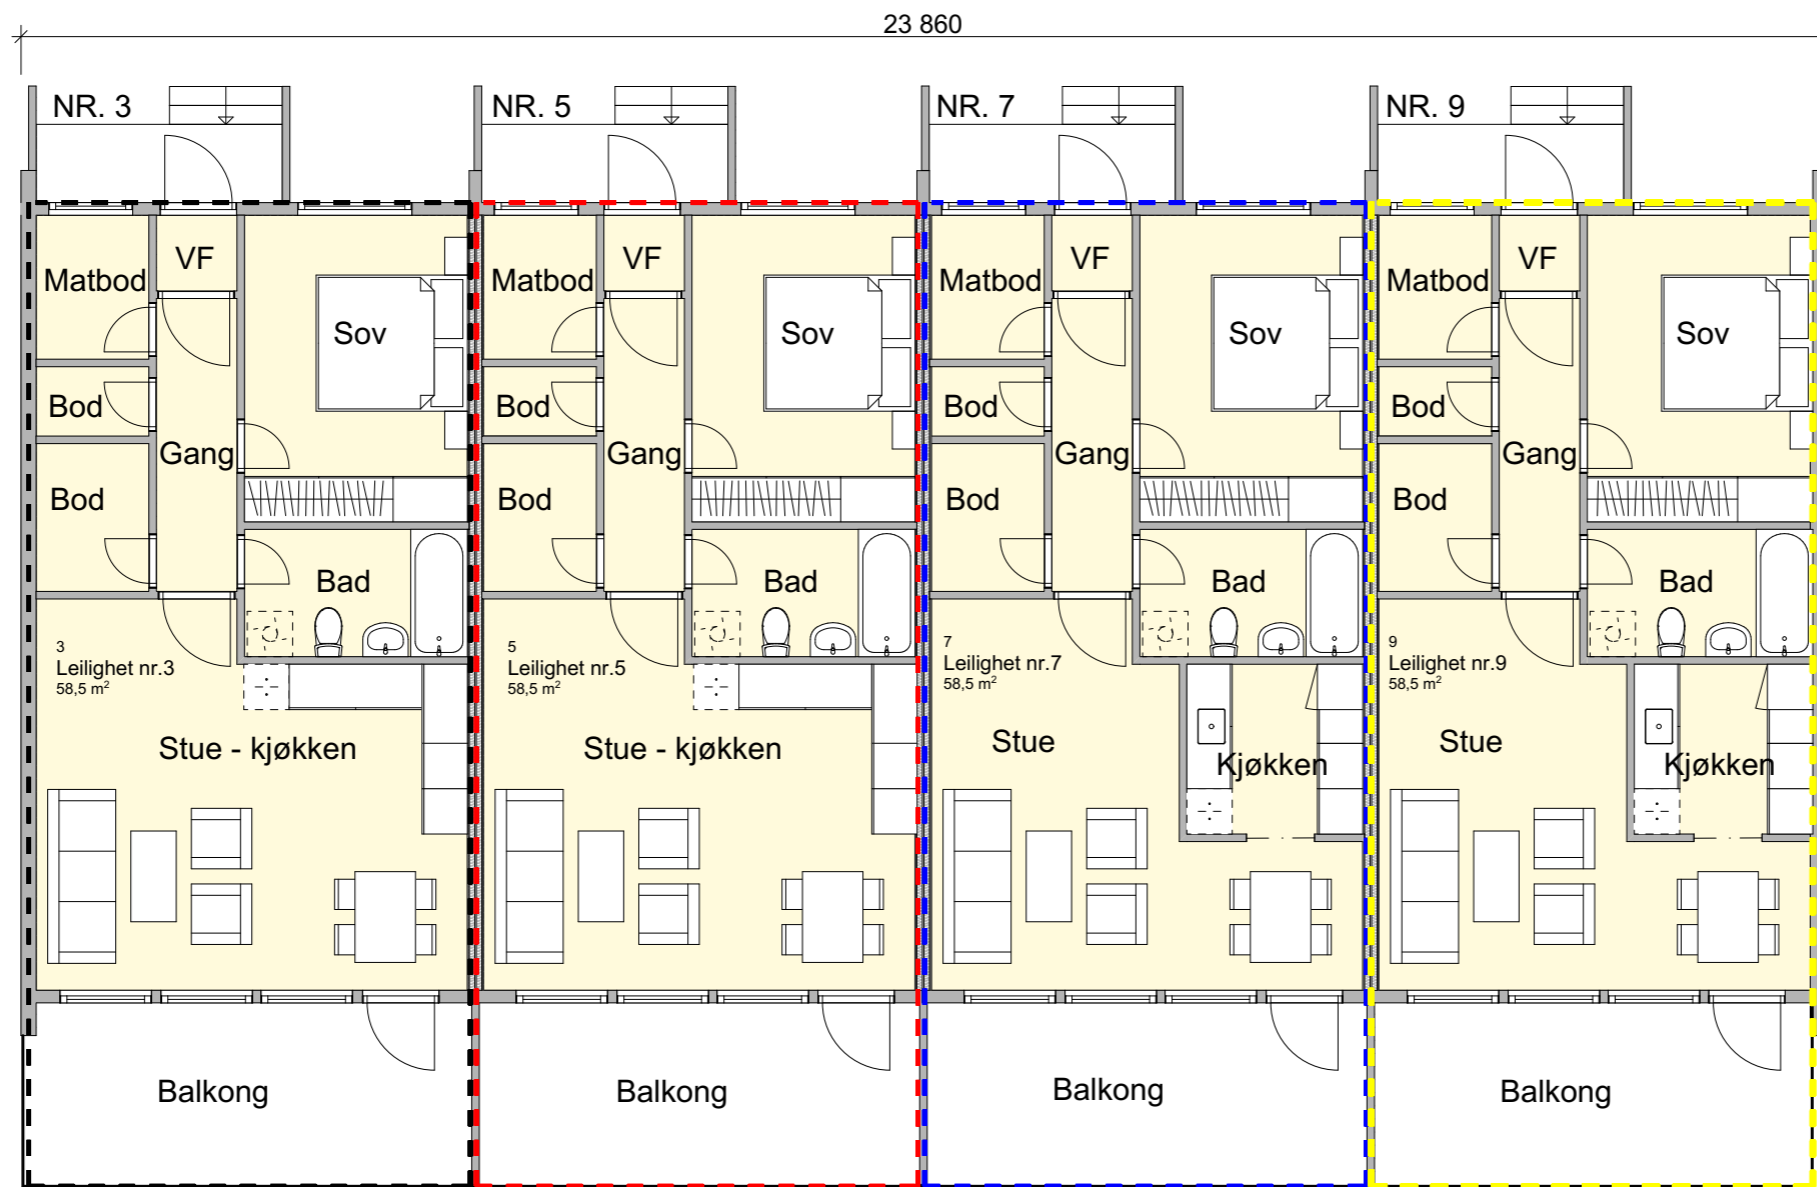 23 860
NR. 3
NR. 5
NR. 7
NR. 9
Matbod
VF
Sov
Matbod
VF
Sov
Matbod
VF
Sov
Matbod
VF
Sov
Bod
Bod
Bod
Bod
Gang
Gang
Gang
Gang
Bod
Bod
Bod
Bod
Bad
Bad
Bad
Bad
3
Leilighet nr.3
58,5 m²
5
Leilighet nr.5
58,5 m²
7
Leilighet nr.7
58,5 m²
9
Leilighet nr.9
58,5 m²
Stue - kjøkken
Stue - kjøkken
Stue
Kjøkken
Stue
Kjøkken
Balkong
Balkong
Balkong
Balkong